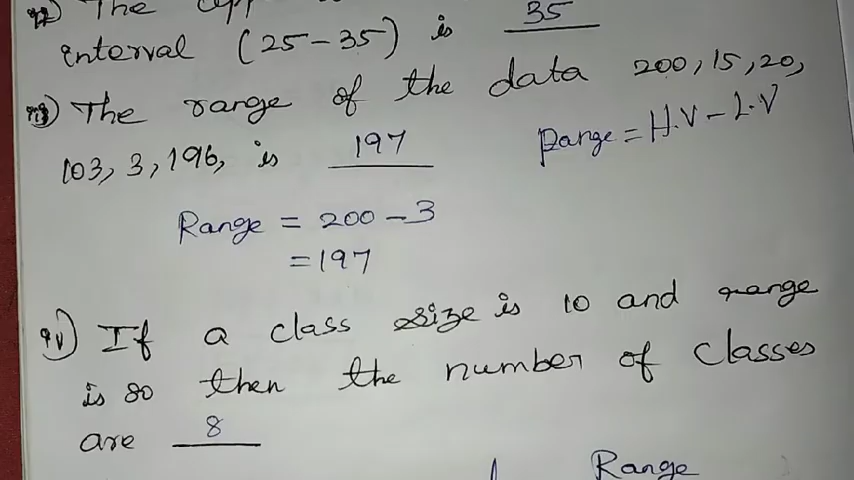 The
interval (25-35) is 35
The range of the data 200, 15, 20,
103, 3, 196, is 197
Range = H.V - L.V
Range = 200 - 3
= 197
iv) If a class size is 10 and range
is 80 then the number of classes
are 8
Range